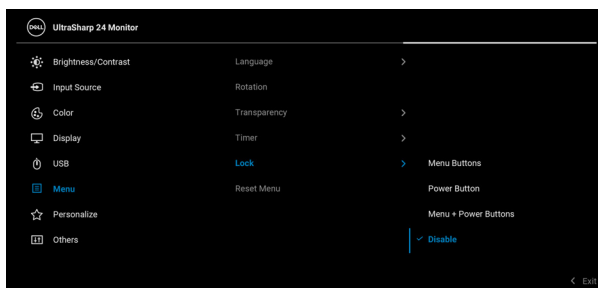 DELL UltraSharp 24 Monitor
Brightness/Contrast Language >
Input Source Rotation
Color Transparency >
Display Timer >
USB Lock > Menu Buttons
Menu Reset Menu Power Button
Personalize Menu + Power Buttons
Others ✓ Disable
< Exit